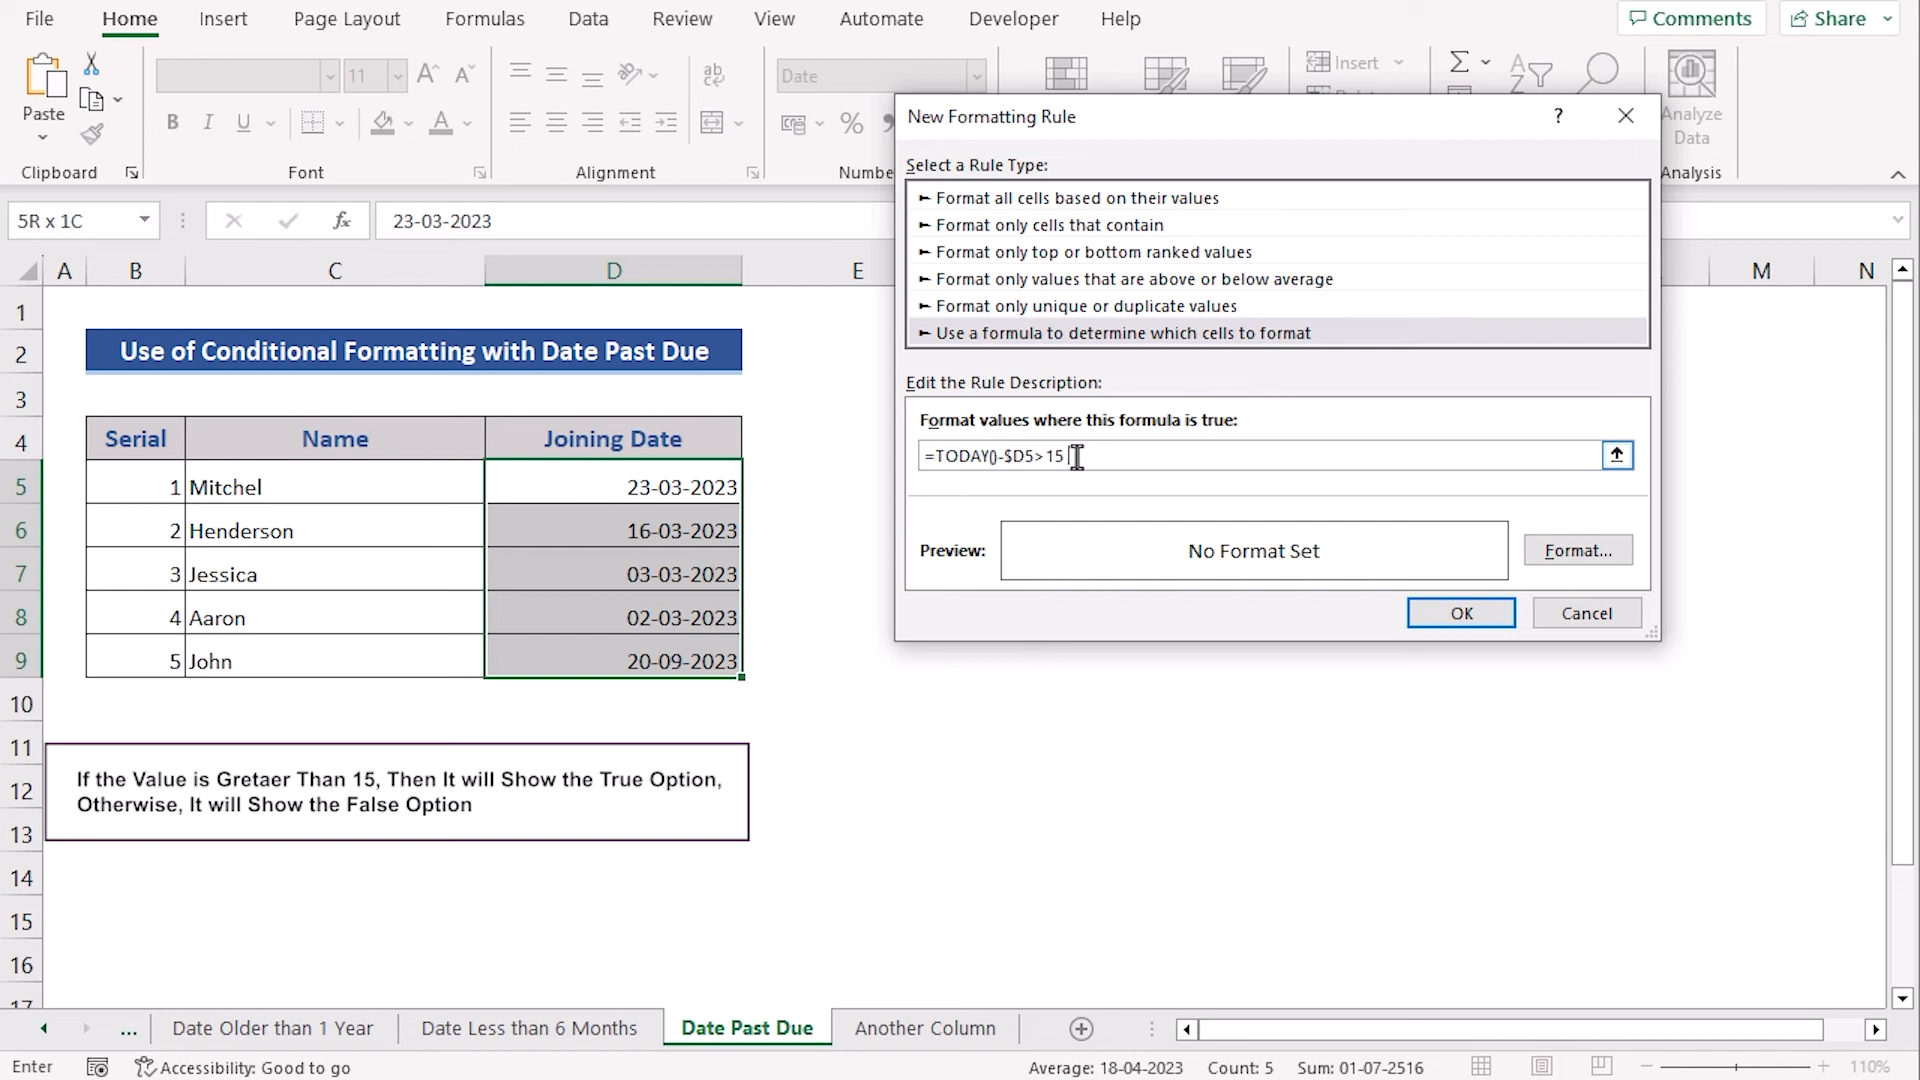 File Home Insert Page Layout Formulas Data Review View Automate Developer Help Comments Share
11 ab Date Insert
Paste
B I U A %
Analyze Data
Clipboard Font Alignment Numbe Analysis
New Formatting Rule ?
Select a Rule Type:
Format all cells based on their values
Format only cells that contain
Format only top or bottom ranked values
Format only values that are above or below average
Format only unique or duplicate values
Use a formula to determine which cells to format
Edit the Rule Description:
Format values where this formula is true:
=TODAY()-$D5>15
Preview: No Format Set Format...
OK Cancel
5R x 1C fx 23-03-2023
A B C D E M N
1
2 Use of Conditional Formatting with Date Past Due
3
4 Serial Name Joining Date
5 1 Mitchel 23-03-2023
6 2 Henderson 16-03-2023
7 3 Jessica 03-03-2023
8 4 Aaron 02-03-2023
9 5 John 20-09-2023
10
11
12
13
If the Value is Gretaer Than 15, Then It will Show the True Option,
Otherwise, It will Show the False Option
14
15
16
17
... Date Older than 1 Year Date Less than 6 Months Date Past Due Another Column
Enter Accessibility: Good to go Average: 18-04-2023 Count: 5 Sum: 01-07-2516 110%